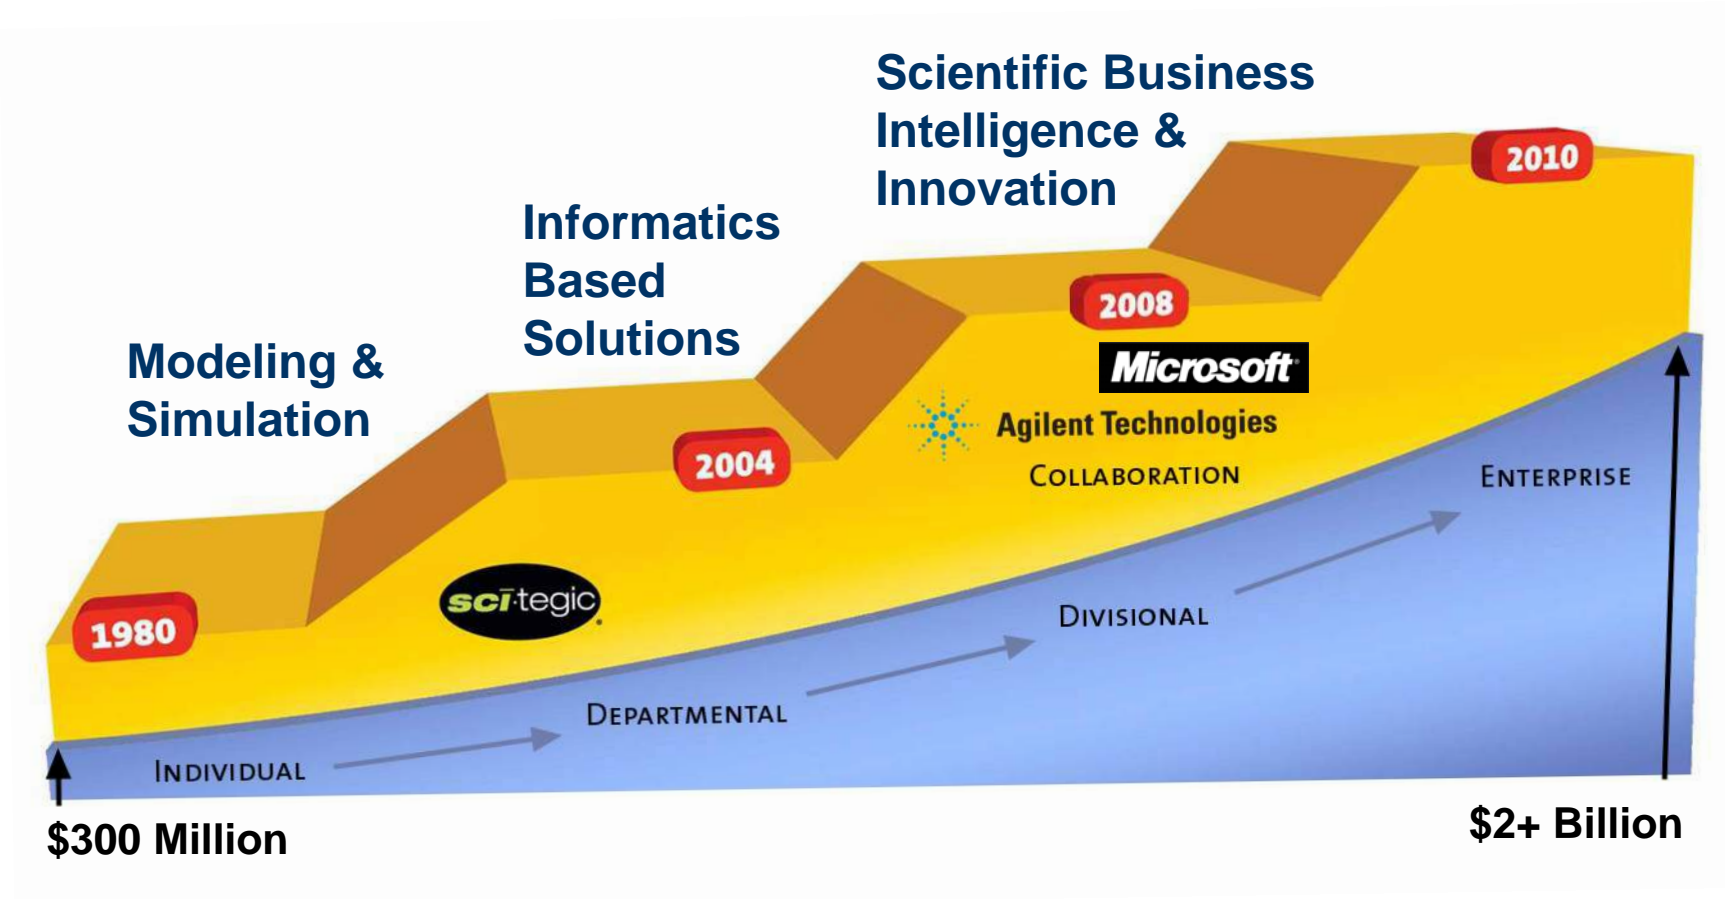 Scientific Business
Intelligence &
Innovation
2010
Informatics
Based
Solutions
2008
Microsoft
Modeling &
Simulation
2004
Agilent Technologies
COLLABORATION
ENTERPRISE
1980
scitegic
DIVISIONAL
DEPARTMENTAL
INDIVIDUAL
$300 Million
$2+ Billion